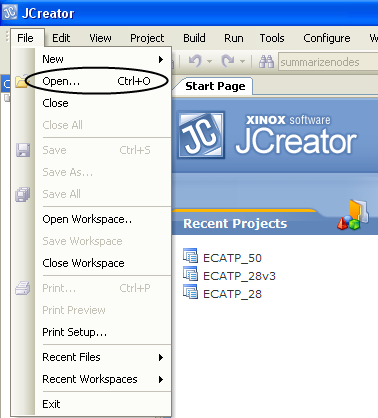 JCreator
File Edit View Project Build Run Tools Configure W
summarizenodes
New
Open... Ctrl+O
Close
Close All
Save Ctrl+S
Save As...
Save All
Open Workspace..
Save Workspace
Close Workspace
Print... Ctrl+P
Print Preview
Print Setup...
Recent Files
Recent Workspaces
Exit
Start Page
JC
XINOX software
JCreator
Recent Projects
ECATP_50
ECATP_28v3
ECATP_28